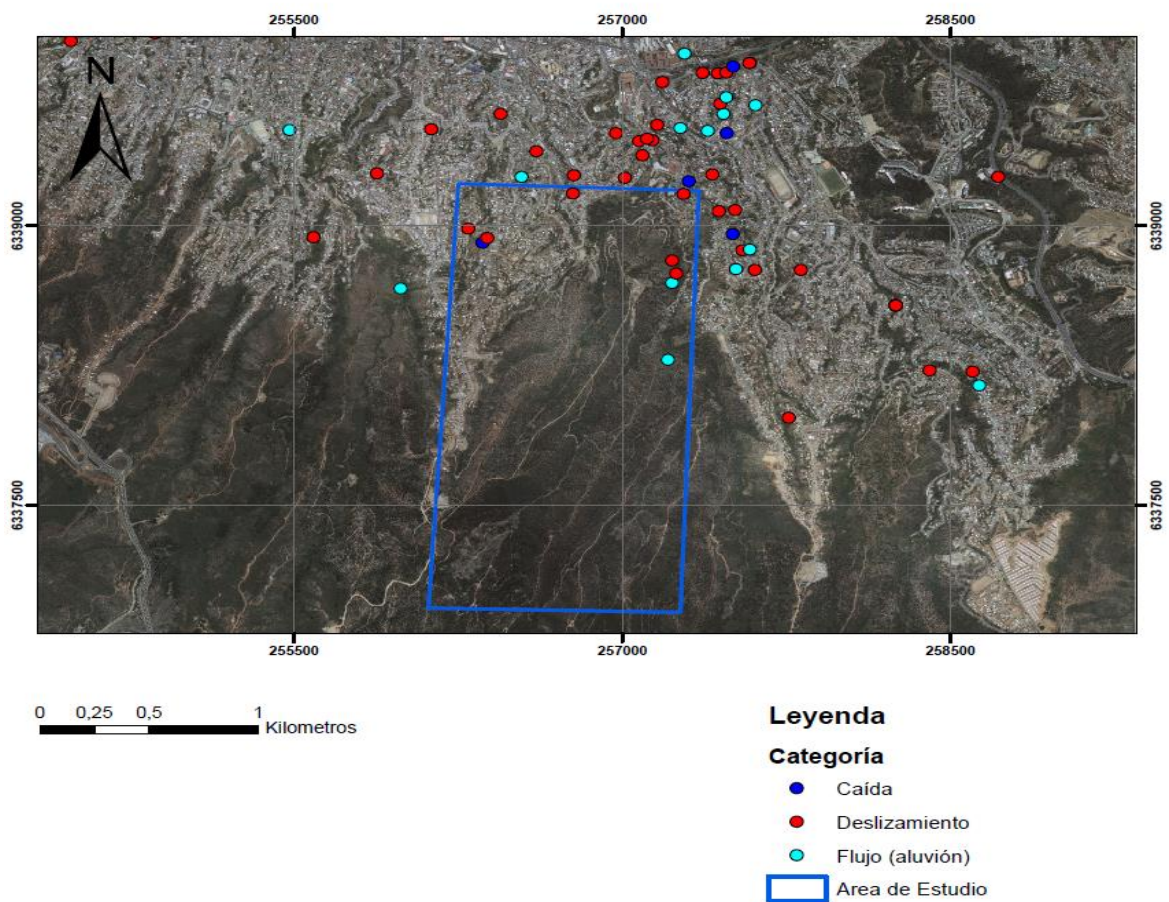 255500 257000 258500
N
6339000 6339000
6337500 6337500
255500 257000 258500
0 0,25 0,5 1
Kilometros
Leyenda
Categoría
Caída
Deslizamiento
Flujo (aluvión)
Area de Estudio